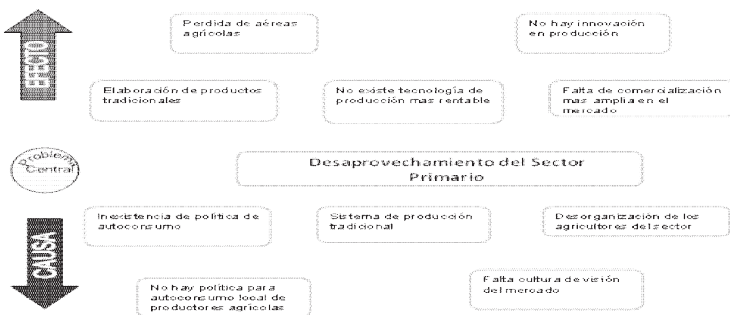 EFECTO
Perdida de aéreas
agrícolas
No hay innovación
en producción
Elaboración de productos
tradicionales
No existe tecnología de
producción mas rentable
Falta de comercialización
mas amplia en el
mercado
Problema
Central
Desaprovechamiento del Sector
Primario
CAUSA
Inexistencia de política de
autoconsumo
Sistema de producción
tradicional
Desorganización de los
agricultores del sector
No hay política para
autoconsumo local de
productores agrícolas
Falta cultura de visión
del mercado